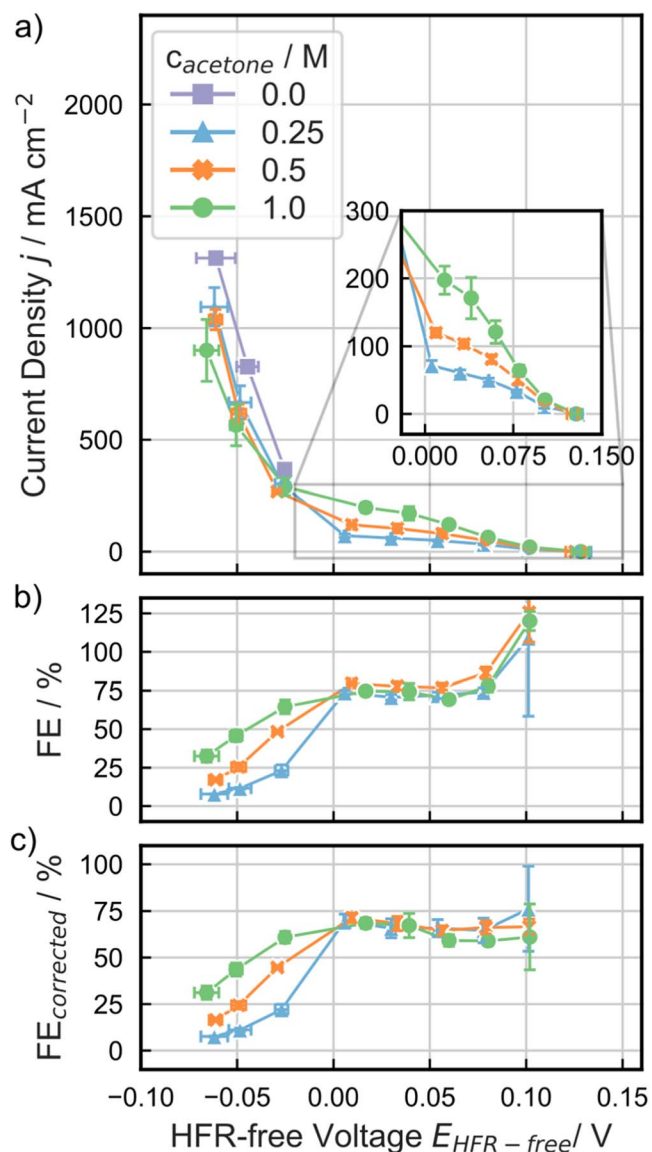 a)
c_acetone / M
0.0
0.25
0.5
1.0
Current Density j / mA cm⁻²
2000
1500
1000
500
0
300
200
100
0
0.000 0.075 0.150
b)
FE / %
125
100
75
50
25
0
c)
FE_corrected / %
100
75
50
25
0
−0.10 −0.05 0.00 0.05 0.10 0.15
HFR-free Voltage E_HFR−free/ V